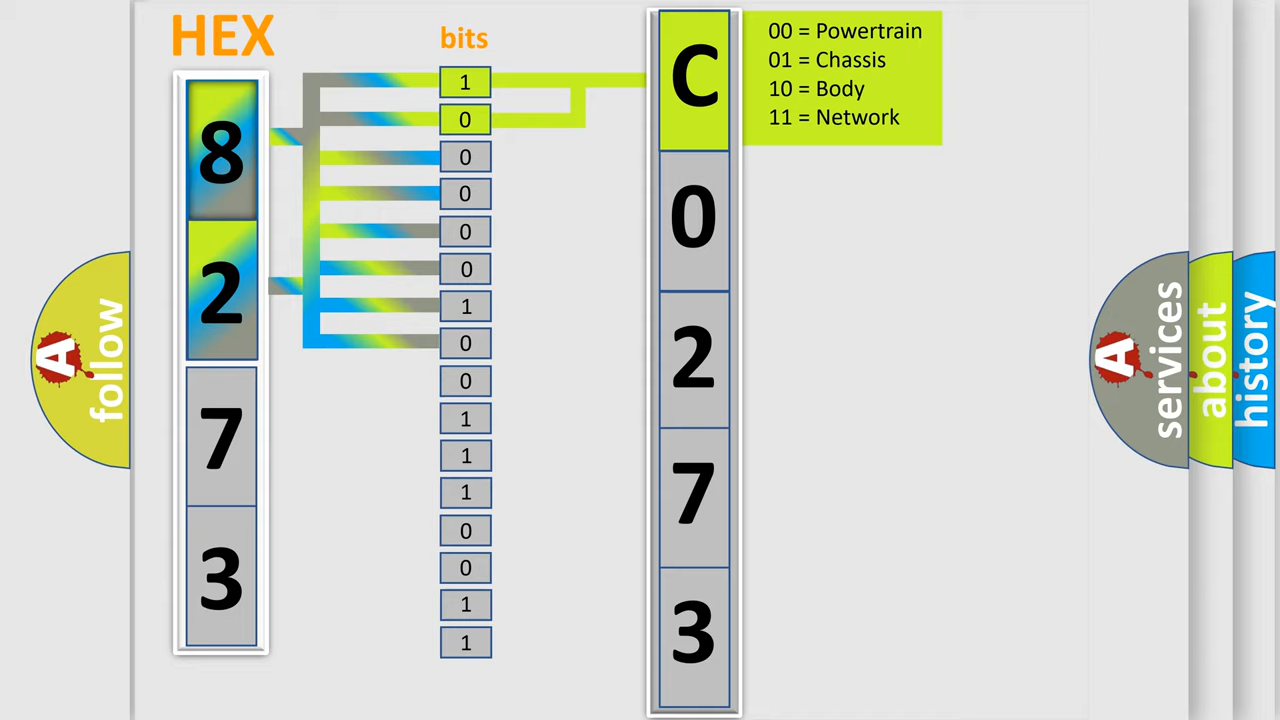 HEX
bits
8
2
7
3
1
0
0
0
0
0
1
0
0
1
1
1
0
0
1
1
C
0
2
7
3
00 = Powertrain
01 = Chassis
10 = Body
11 = Network
A
follow
A
services
about
history